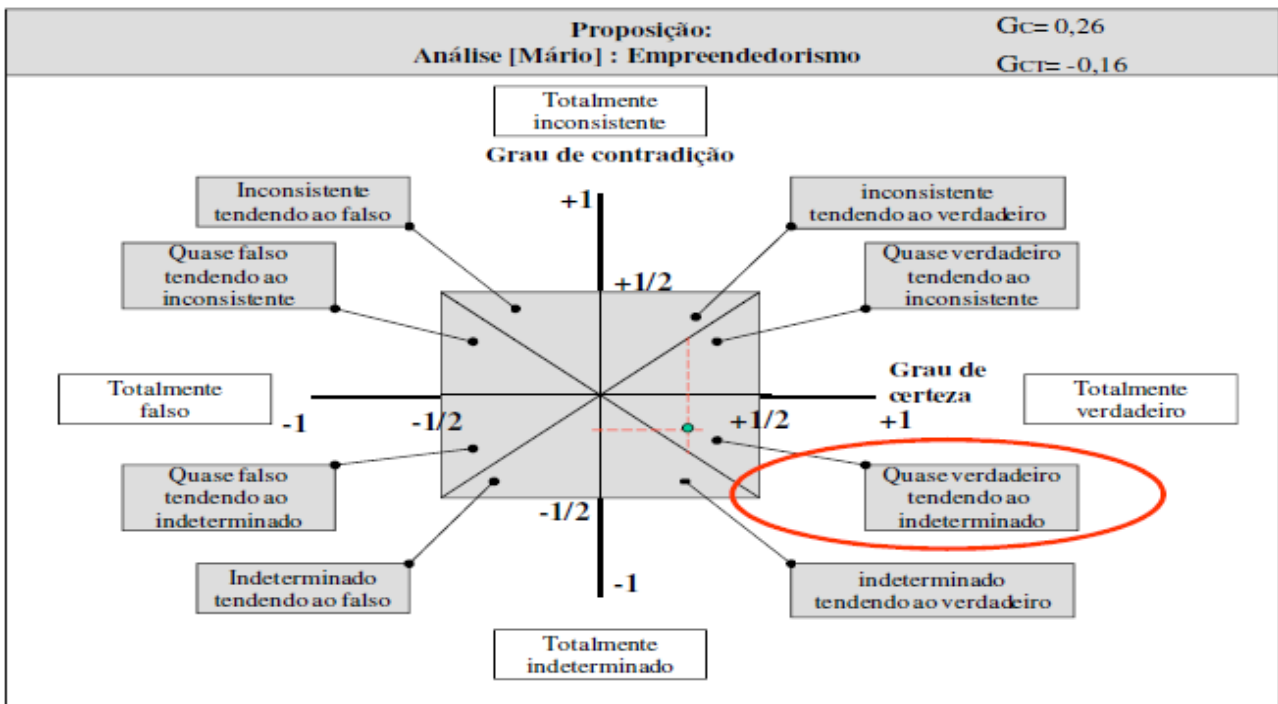 Proposição:
Análise [Mário] : Empreendedorismo
GC= 0,26
GCT= -0,16
Totalmente
inconsistente
Grau de contradição
Inconsistente
tendendo ao falso
+1
inconsistente
tendendo ao verdadeiro
Quase falso
tendendo ao
inconsistente
+1/2
Quase verdadeiro
tendendo ao
inconsistente
Totalmente
falso
-1
-1/2
+1/2
Grau de
certeza
+1
Totalmente
verdadeiro
Quase falso
tendendo ao
indeterminado
-1/2
Quase verdadeiro
tendendo ao
indeterminado
Indeterminado
tendendo ao falso
-1
indeterminado
tendendo ao verdadeiro
Totalmente
indeterminado